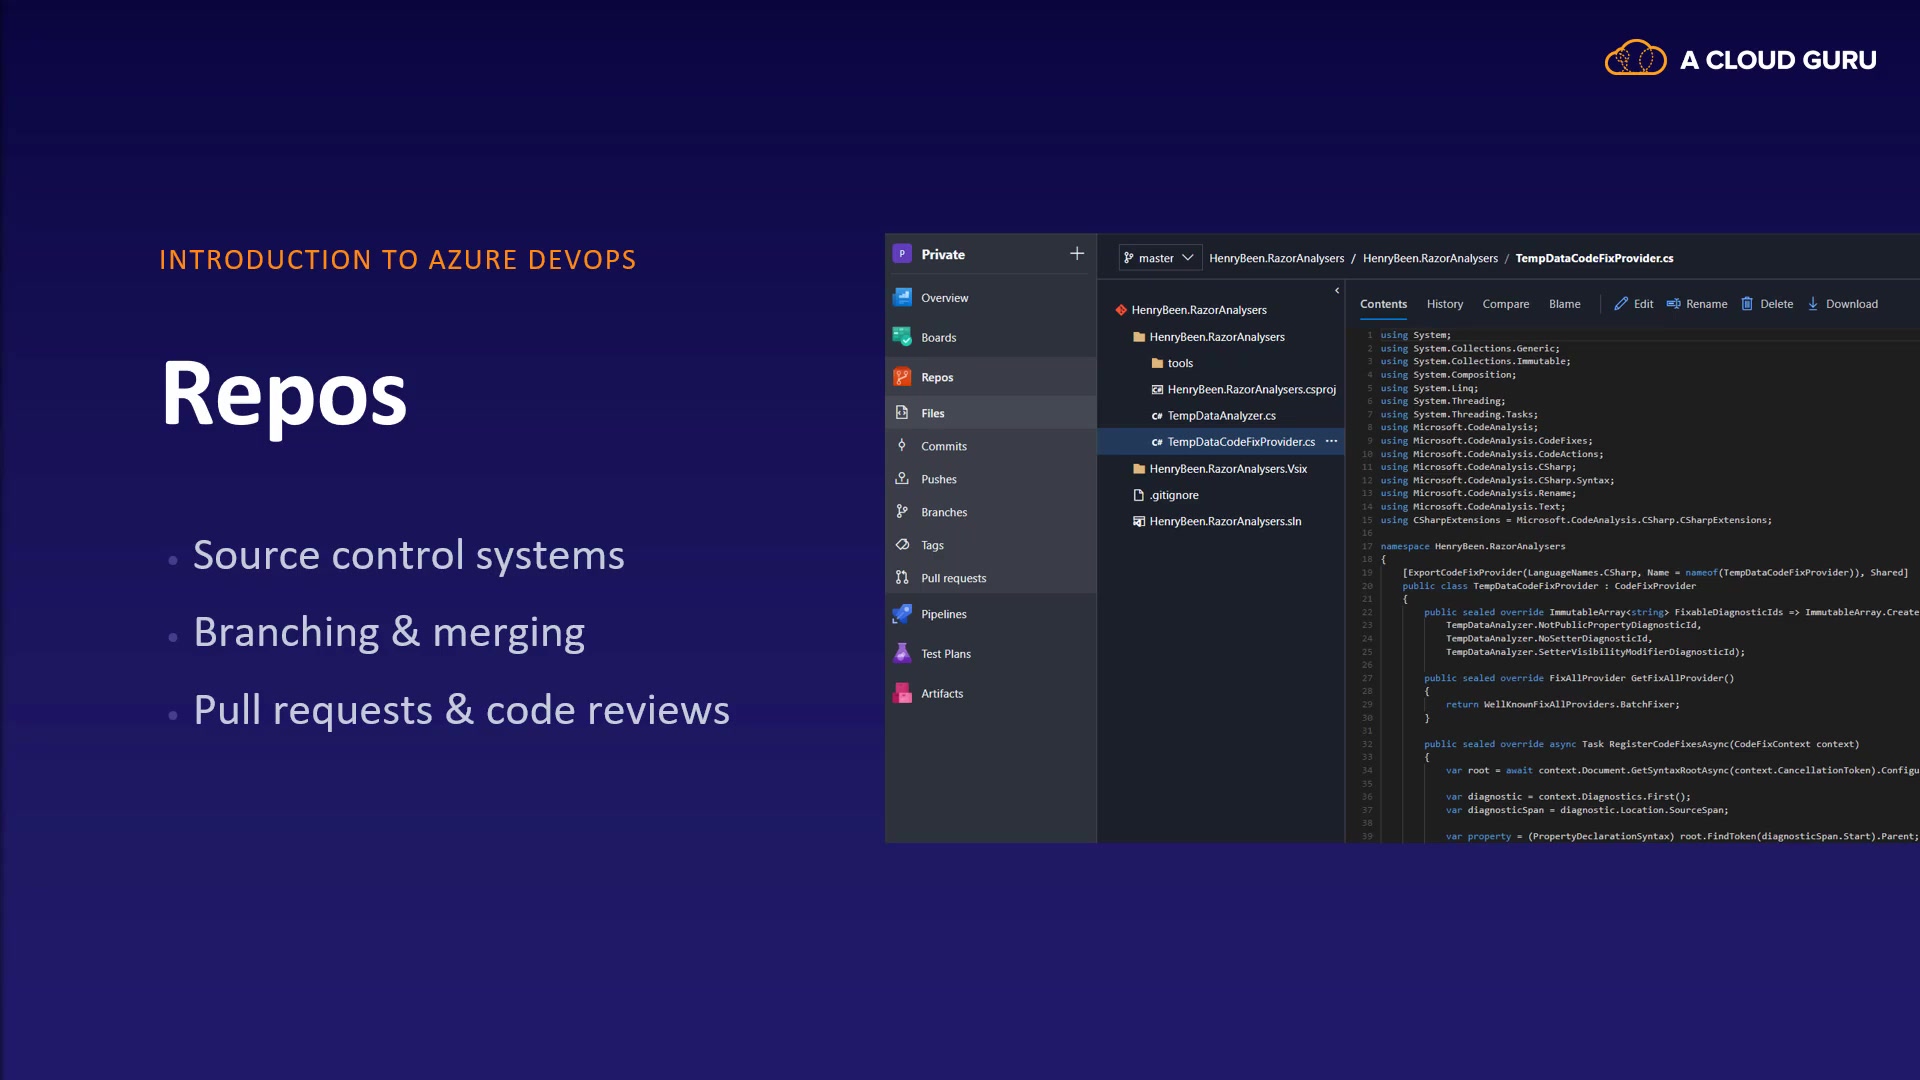 A CLOUD GURU
INTRODUCTION TO AZURE DEVOPS
Repos
Source control systems
Branching & merging
Pull requests & code reviews
P Private
Overview
Boards
Repos
Files
Commits
Pushes
Branches
Tags
Pull requests
Pipelines
Test Plans
Artifacts
master HenryBeen.RazorAnalysers / HenryBeen.RazorAnalysers / TempDataCodeFixProvider.cs
HenryBeen.RazorAnalysers
HenryBeen.RazorAnalysers
tools
HenryBeen.RazorAnalysers.csproj
C# TempDataAnalyzer.cs
C# TempDataCodeFixProvider.cs
HenryBeen.RazorAnalysers.Vsix
.gitignore
HenryBeen.RazorAnalysers.sln
Contents History Compare Blame Edit Rename Delete Download
1 using System;
2 using System.Collections.Generic;
3 using System.Collections.Immutable;
4 using System.Composition;
5 using System.Linq;
6 using System.Threading;
7 using System.Threading.Tasks;
8 using Microsoft.CodeAnalysis;
9 using Microsoft.CodeAnalysis.CodeFixes;
10 using Microsoft.CodeAnalysis.CodeActions;
11 using Microsoft.CodeAnalysis.CSharp;
12 using Microsoft.CodeAnalysis.CSharp.Syntax;
13 using Microsoft.CodeAnalysis.Rename;
14 using Microsoft.CodeAnalysis.Text;
15 using CSharpExtensions = Microsoft.CodeAnalysis.CSharp.CSharpExtensions;
16
17 namespace HenryBeen.RazorAnalysers
18 {
19 [ExportCodeFixProvider(LanguageNames.CSharp, Name = nameof(TempDataCodeFixProvider)), Shared]
20 public class TempDataCodeFixProvider : CodeFixProvider
21 {
22 public sealed override ImmutableArray<string> FixableDiagnosticIds => ImmutableArray.Create
23 TempDataAnalyzer.NotPublicPropertyDiagnosticId,
24 TempDataAnalyzer.NoSetterDiagnosticId,
25 TempDataAnalyzer.SetterVisibilityModifierDiagnosticId);
26
27 public sealed override FixAllProvider GetFixAllProvider()
28 {
29 return WellKnownFixAllProviders.BatchFixer;
30 }
31
32 public sealed override async Task RegisterCodeFixesAsync(CodeFixContext context)
33 {
34 var root = await context.Document.GetSyntaxRootAsync(context.CancellationToken).Configu
35
36 var diagnostic = context.Diagnostics.First();
37 var diagnosticSpan = diagnostic.Location.SourceSpan;
38
39 var property = (PropertyDeclarationSyntax) root.FindToken(diagnosticSpan.Start).Parent;